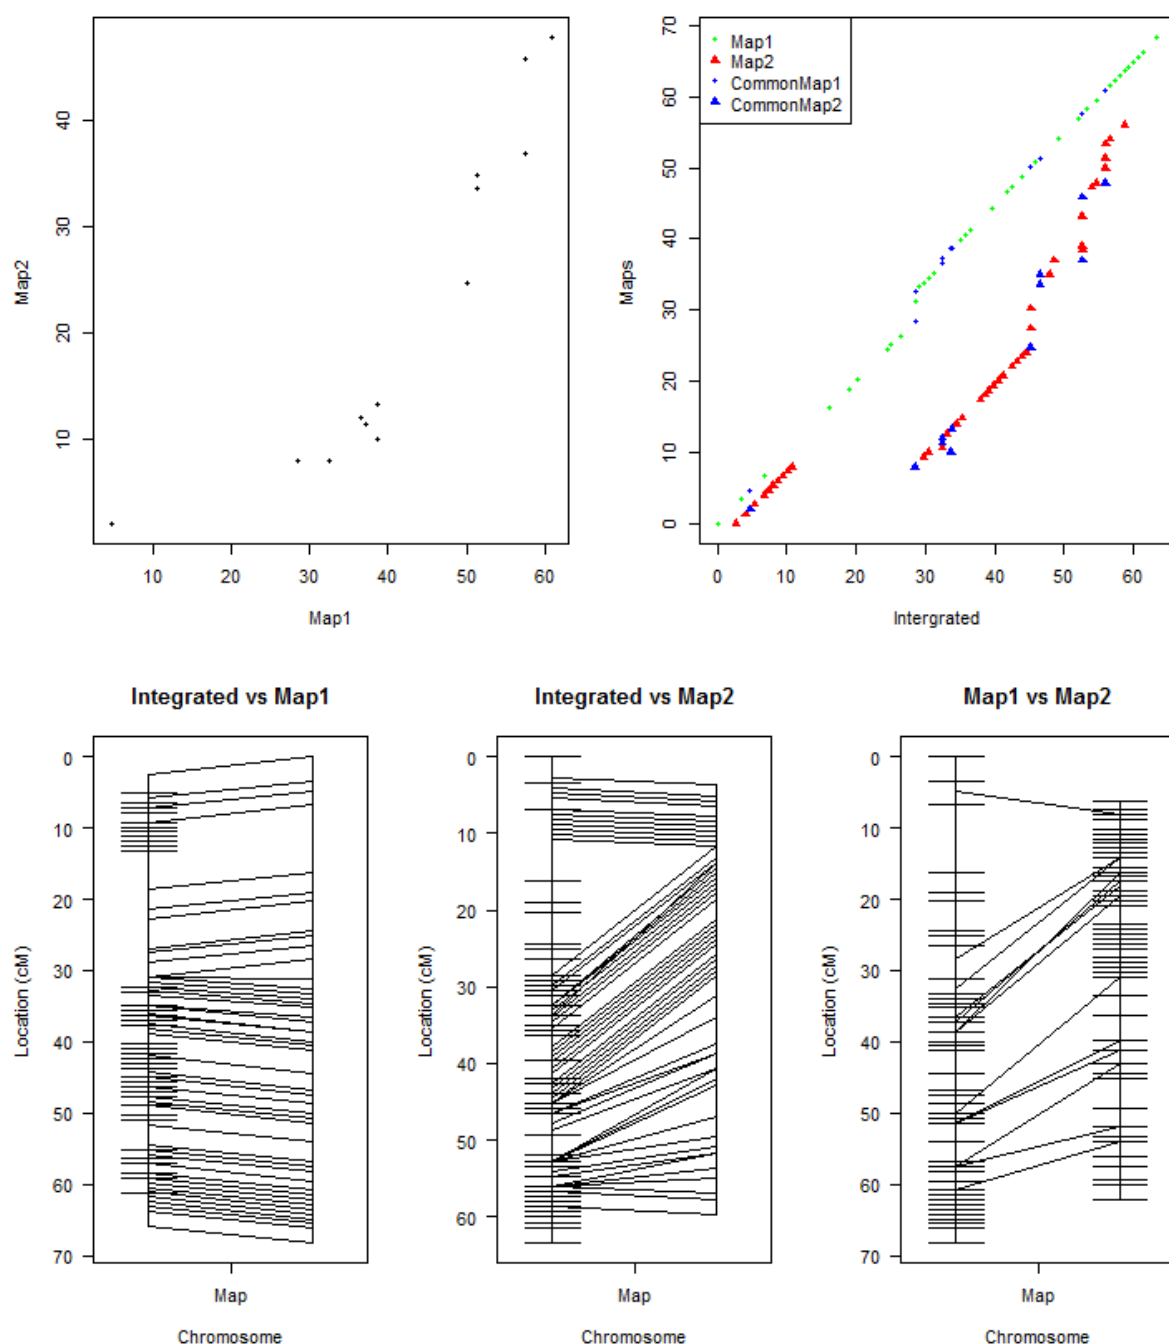 Map2
40
30
20
10
10 20 30 40 50 60
Map1
Maps
70
60
50
40
30
20
10
0
Map1
Map2
CommonMap1
CommonMap2
0 10 20 30 40 50 60
Intergrated
Integrated vs Map1
Location (cM)
0
10
20
30
40
50
60
70
Map
Chromosome
Integrated vs Map2
Location (cM)
0
10
20
30
40
50
60
Map
Chromosome
Map1 vs Map2
Location (cM)
0
10
20
30
40
50
60
70
Map
Chromosome